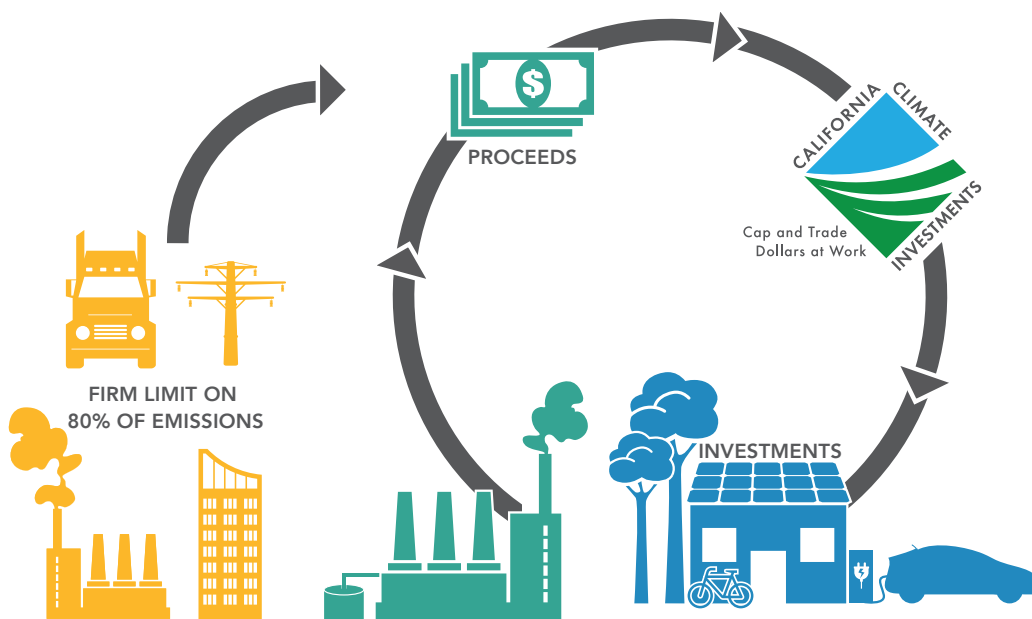 $
PROCEEDS
CALIFORNIA
CLIMATE
INVESTMENTS
Cap and Trade
Dollars at Work
FIRM LIMIT ON
80% OF EMISSIONS
INVESTMENTS